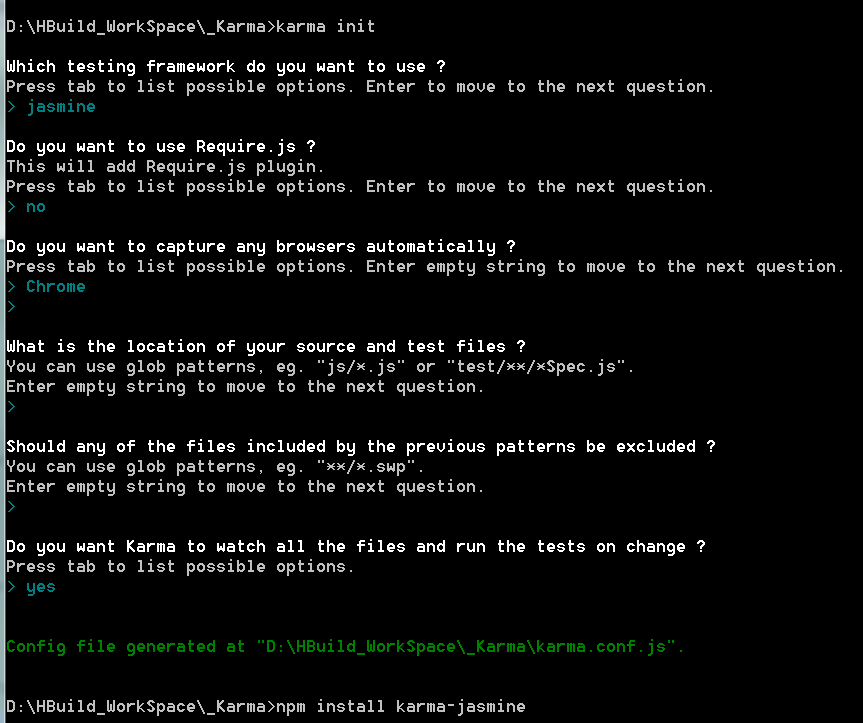 D:\HBuild_WorkSpace\_Karma>karma init
Which testing framework do you want to use ?
Press tab to list possible options. Enter to move to the next question.
> jasmine
Do you want to use Require.js ?
This will add Require.js plugin.
Press tab to list possible options. Enter to move to the next question.
> no
Do you want to capture any browsers automatically ?
Press tab to list possible options. Enter empty string to move to the next question.
> Chrome
>
What is the location of your source and test files ?
You can use glob patterns, eg. "js/*.js" or "test/**/*Spec.js".
Enter empty string to move to the next question.
>
Should any of the files included by the previous patterns be excluded ?
You can use glob patterns, eg. "**/*.swp".
Enter empty string to move to the next question.
>
Do you want Karma to watch all the files and run the tests on change ?
Press tab to list possible options.
> yes
Config file generated at "D:\HBuild_WorkSpace\_Karma\karma.conf.js".
D:\HBuild_WorkSpace\_Karma>npm install karma-jasmine